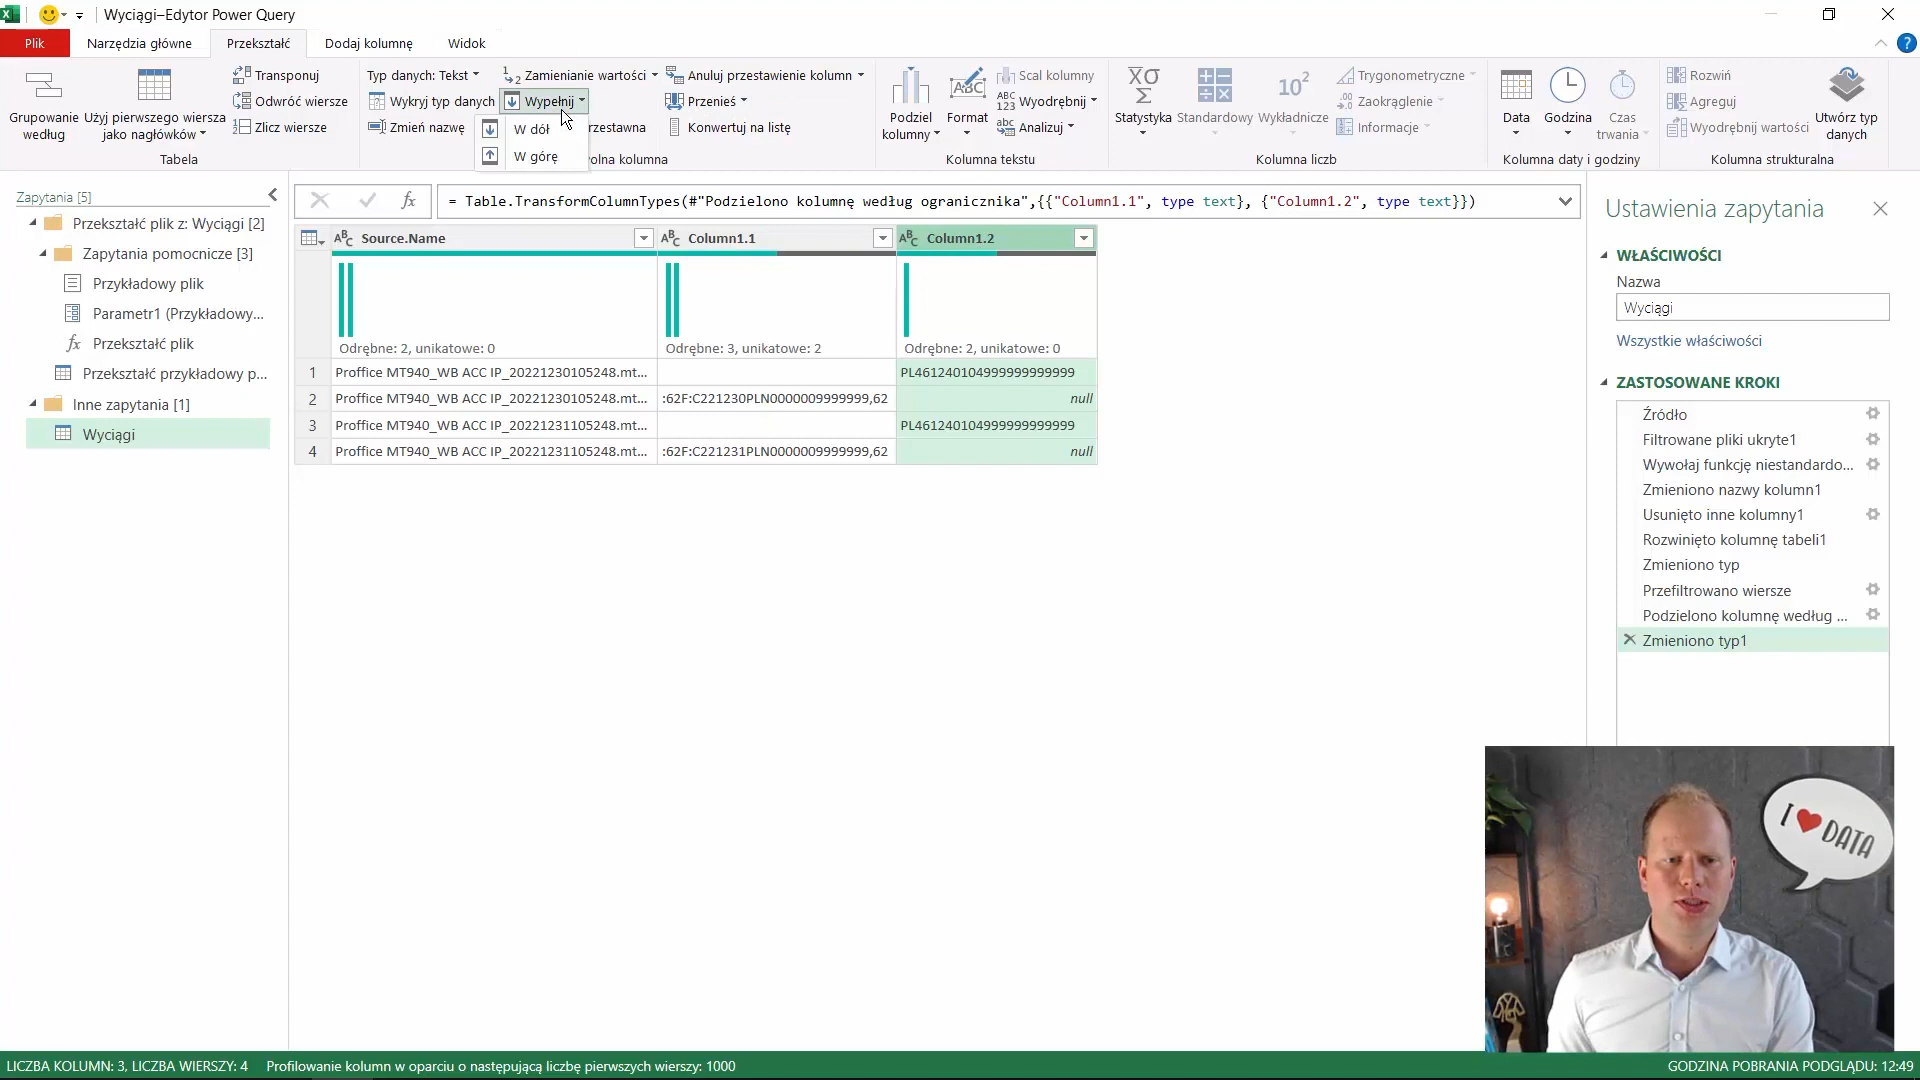 Wyciągi–Edytor Power Query
Plik
Narzędzia główne
Przekształć
Dodaj kolumnę
Widok
Grupowanie
według
Użyj pierwszego wiersza
jako nagłówków
Transponuj
Odwróć wiersze
Zlicz wiersze
Tabela
Typ danych: Tekst
Wykryj typ danych
Zmień nazwę
Zamienianie wartości
Wypełnij
W dół
W górę
rzestawna
olna kolumna
Anuluj przestawienie kolumn
Przenieś
Konwertuj na listę
Podziel
kolumny
Format
Scal kolumny
Wyodrębnij
Analizuj
Kolumna tekstu
Statystyka
Standardowy
Wykładnicze
Trygonometryczne
Zaokrąglenie
Informacje
Kolumna liczb
Data
Godzina
Czas
trwania
Kolumna daty i godziny
Rozwiń
Agreguj
Wyodrębnij wartości
Utwórz typ
danych
Kolumna strukturalna
Zapytania [5]
Przekształć plik z: Wyciągi [2]
Zapytania pomocnicze [3]
Przykładowy plik
Parametr1 (Przykładowy...
Przekształć plik
Przekształć przykładowy p...
Inne zapytania [1]
Wyciągi
= Table.TransformColumnTypes(#"Podzielono kolumnę według ogranicznika",{{"Column1.1", type text}, {"Column1.2", type text}})
Source.Name
Column1.1
Column1.2
Odrębne: 2, unikatowe: 0
Odrębne: 3, unikatowe: 2
Odrębne: 2, unikatowe: 0
1 Proffice MT940_WB ACC IP_20221230105248.mt... PL461240104999999999999
2 Proffice MT940_WB ACC IP_20221230105248.mt... :62F:C221230PLN0000009999999,62 null
3 Proffice MT940_WB ACC IP_20221231105248.mt... PL461240104999999999999
4 Proffice MT940_WB ACC IP_20221231105248.mt... :62F:C221231PLN0000009999999,62 null
Ustawienia zapytania
WŁAŚCIWOŚCI
Nazwa
Wyciągi
Wszystkie właściwości
ZASTOSOWANE KROKI
Źródło
Filtrowane pliki ukryte1
Wywołaj funkcję niestandardo...
Zmieniono nazwy kolumn1
Usunięto inne kolumny1
Rozwinięto kolumnę tabeli1
Zmieniono typ
Przefiltrowano wiersze
Podzielono kolumnę według ...
Zmieniono typ1
I ❤ DATA
LICZBA KOLUMN: 3, LICZBA WIERSZY: 4
Profilowanie kolumn w oparciu o następującą liczbę pierwszych wierszy: 1000
GODZINA POBRANIA PODGLĄDU: 12:49